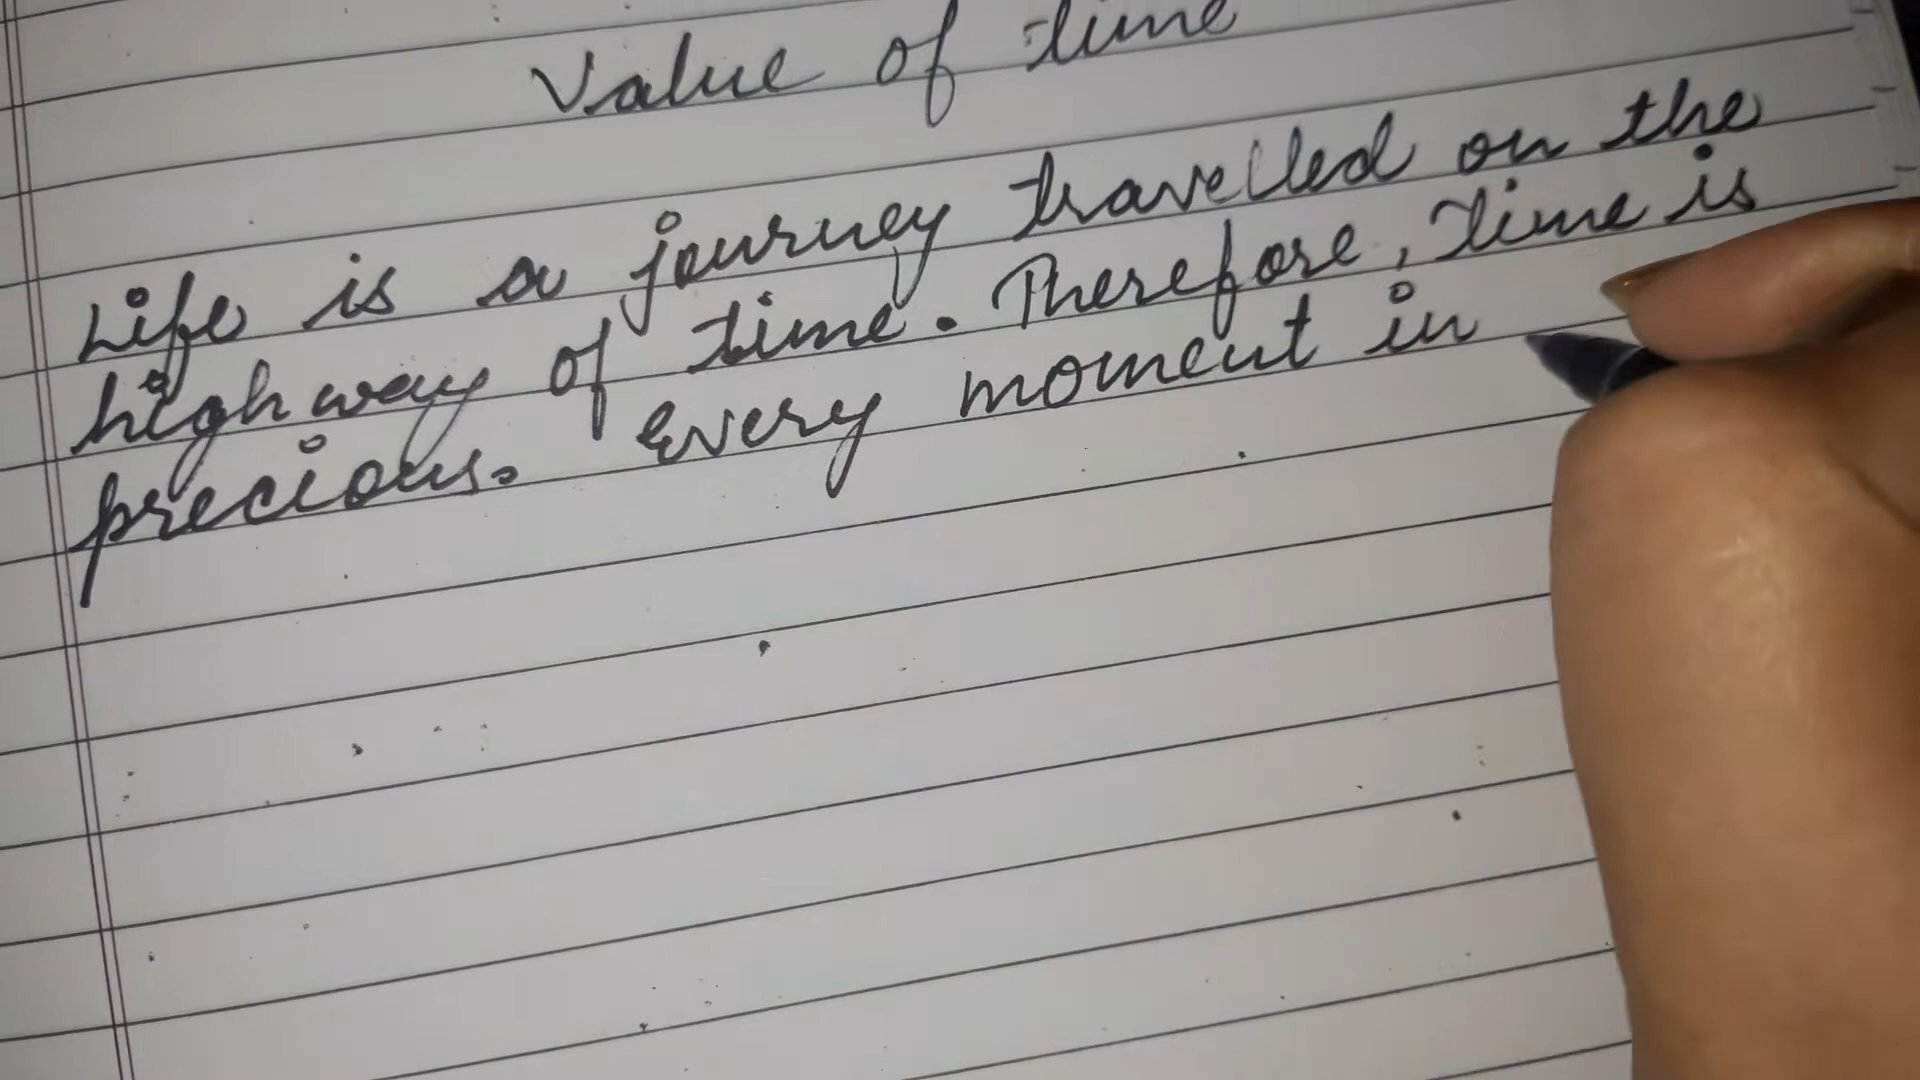 Value of time
Life is a journey travelled on the
highway of time. Therefore, time is
precious. Every moment in